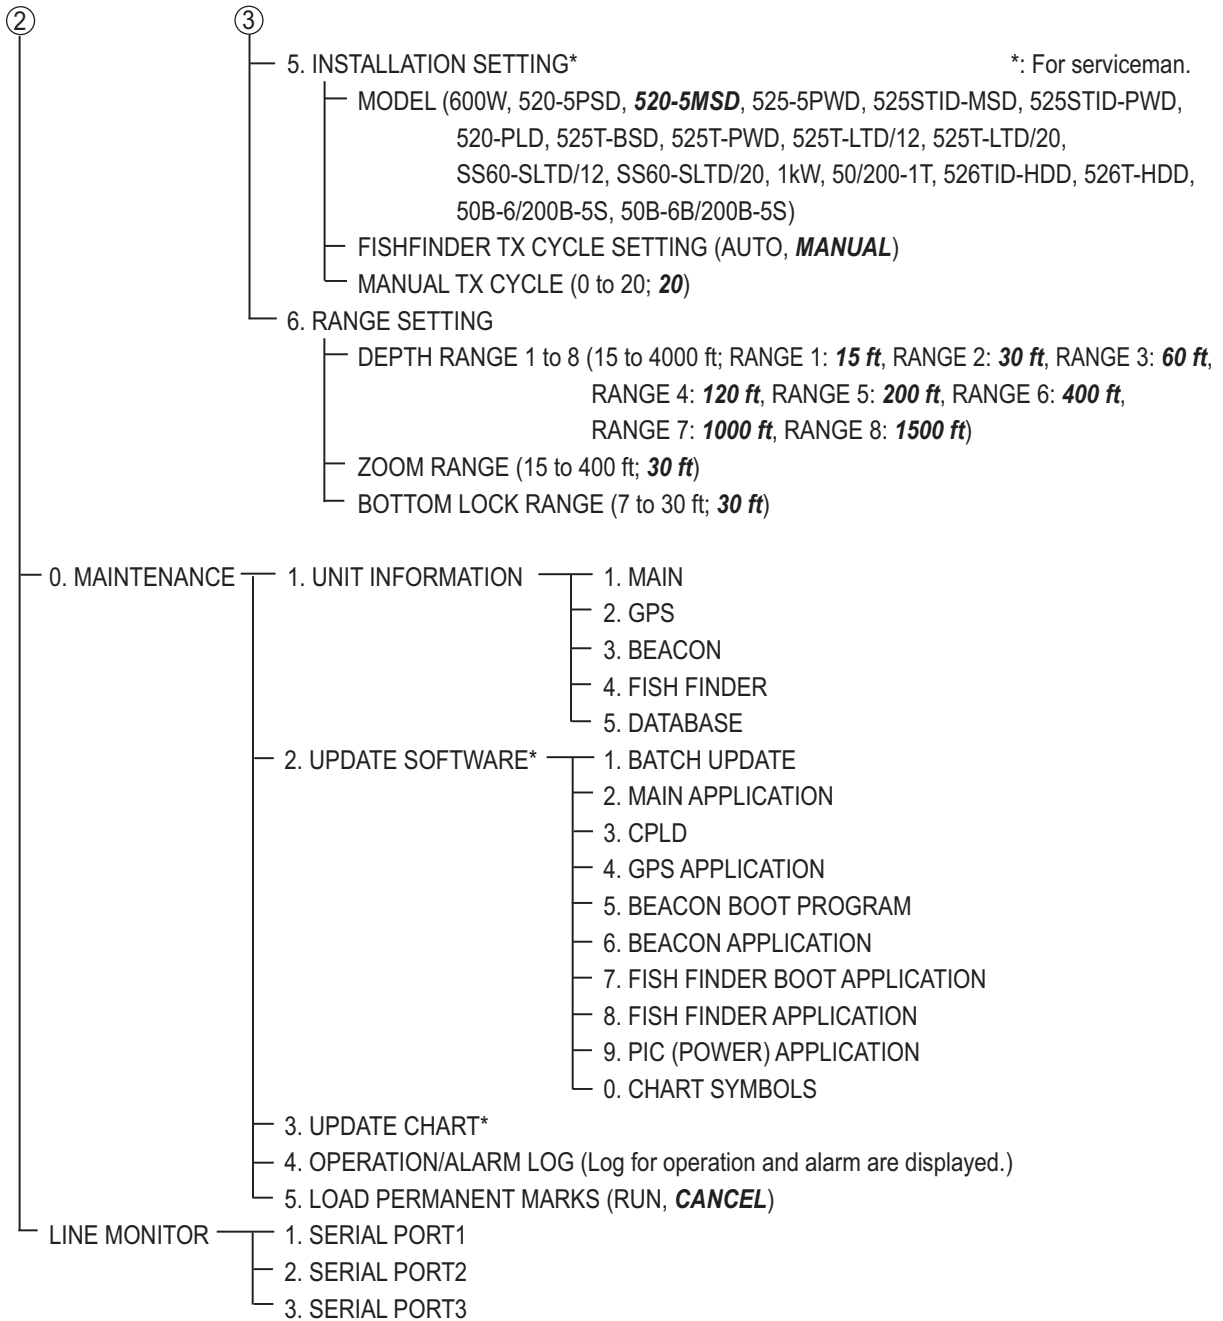 2 3
5. INSTALLATION SETTING* *: For serviceman.
MODEL (600W, 520-5PSD, 520-5MSD, 525-5PWD, 525STID-MSD, 525STID-PWD,
520-PLD, 525T-BSD, 525T-PWD, 525T-LTD/12, 525T-LTD/20,
SS60-SLTD/12, SS60-SLTD/20, 1kW, 50/200-1T, 526TID-HDD, 526T-HDD,
50B-6/200B-5S, 50B-6B/200B-5S)
FISHFINDER TX CYCLE SETTING (AUTO, MANUAL)
MANUAL TX CYCLE (0 to 20; 20)
6. RANGE SETTING
DEPTH RANGE 1 to 8 (15 to 4000 ft; RANGE 1: 15 ft, RANGE 2: 30 ft, RANGE 3: 60 ft,
RANGE 4: 120 ft, RANGE 5: 200 ft, RANGE 6: 400 ft,
RANGE 7: 1000 ft, RANGE 8: 1500 ft)
ZOOM RANGE (15 to 400 ft; 30 ft)
BOTTOM LOCK RANGE (7 to 30 ft; 30 ft)
0. MAINTENANCE 1. UNIT INFORMATION 1. MAIN
2. GPS
3. BEACON
4. FISH FINDER
5. DATABASE
2. UPDATE SOFTWARE* 1. BATCH UPDATE
2. MAIN APPLICATION
3. CPLD
4. GPS APPLICATION
5. BEACON BOOT PROGRAM
6. BEACON APPLICATION
7. FISH FINDER BOOT APPLICATION
8. FISH FINDER APPLICATION
9. PIC (POWER) APPLICATION
0. CHART SYMBOLS
3. UPDATE CHART*
4. OPERATION/ALARM LOG (Log for operation and alarm are displayed.)
5. LOAD PERMANENT MARKS (RUN, CANCEL)
LINE MONITOR 1. SERIAL PORT1
2. SERIAL PORT2
3. SERIAL PORT3